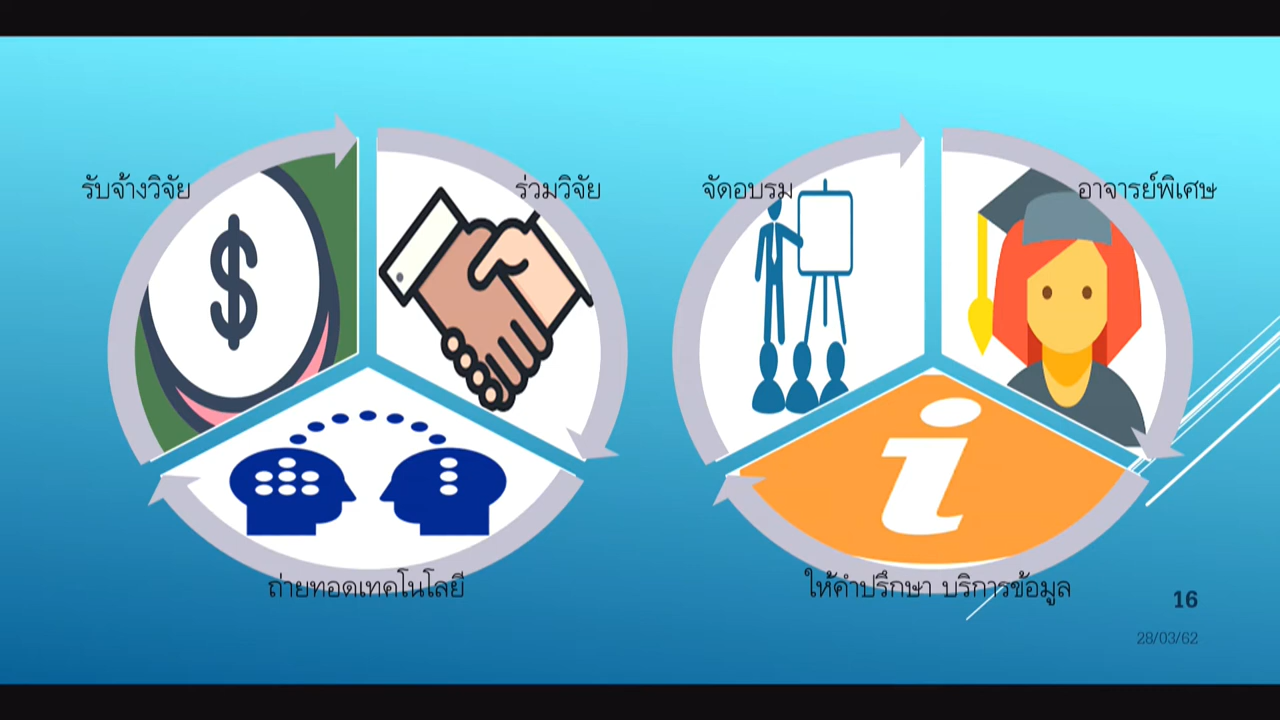 รับจ้างวิจัย
ร่วมวิจัย
ถ่ายทอดเทคโนโลยี
จัดอบรม
อาจารย์พิเศษ
ให้คำปรึกษา บริการข้อมูล
16
28/03/62